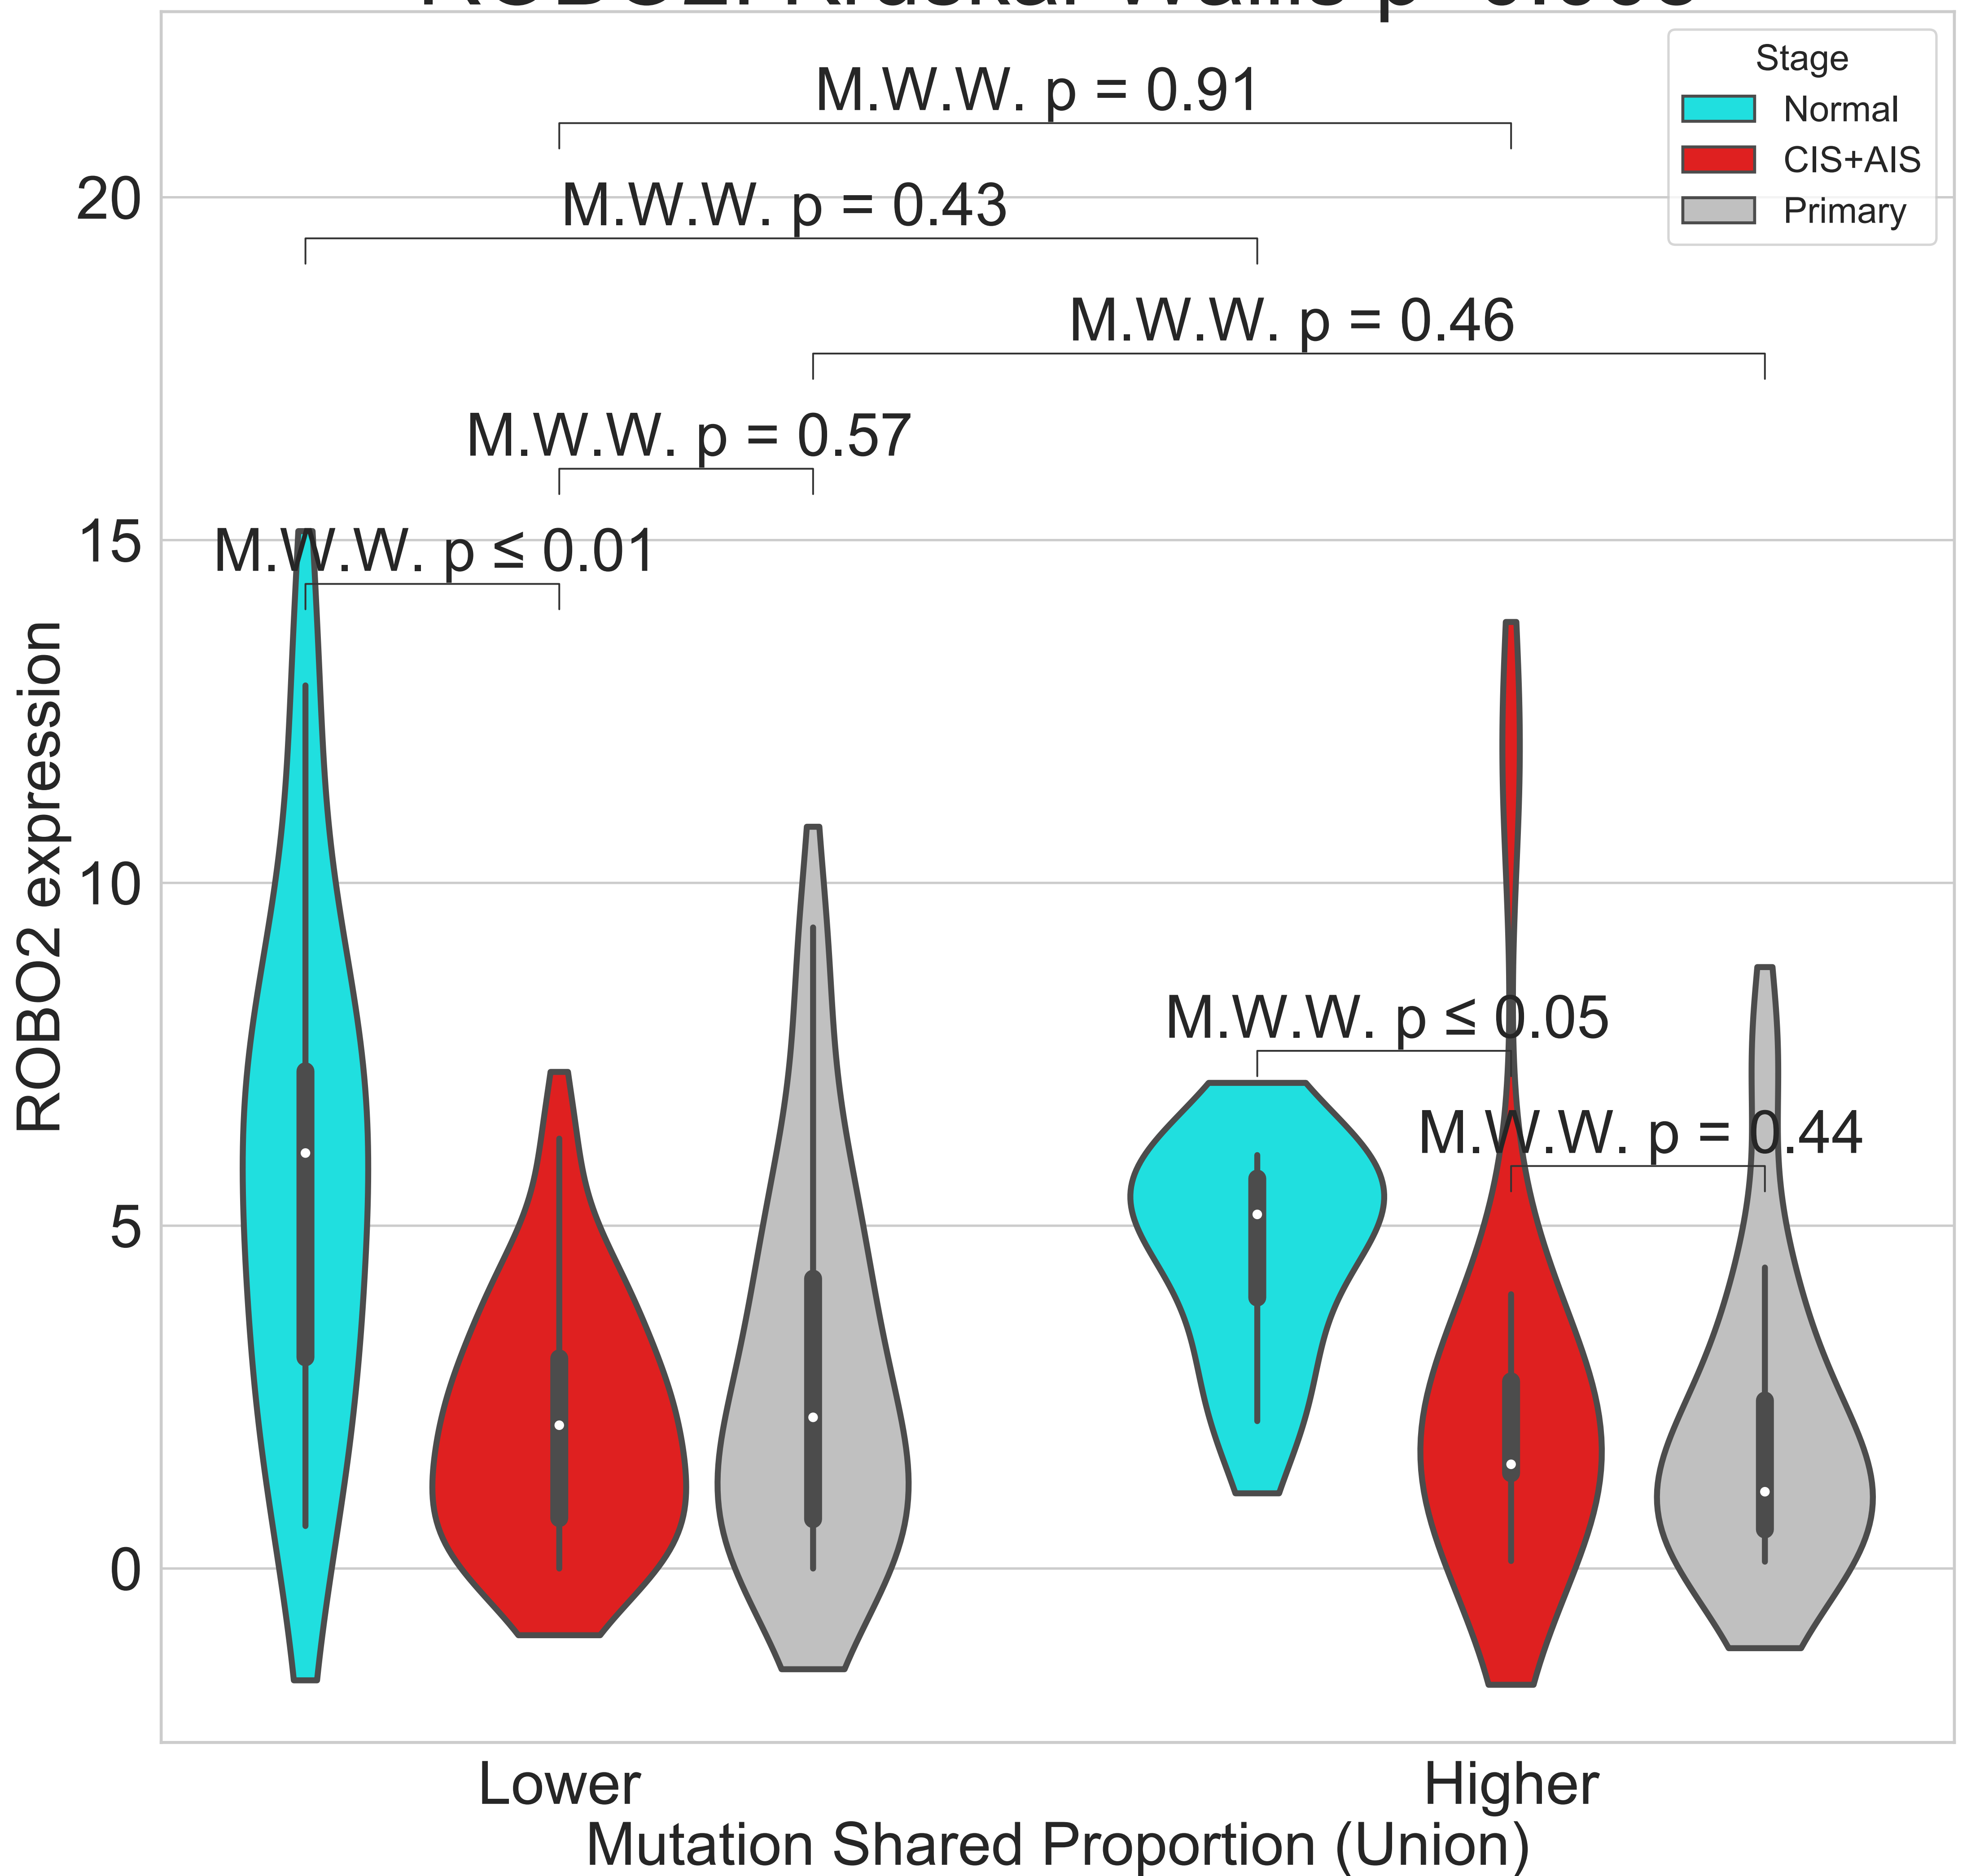 Stage
Normal
CIS+AIS
Primary
M.W.W. p = 0.91
M.W.W. p = 0.43
M.W.W. p = 0.46
M.W.W. p = 0.57
M.W.W. p ≤ 0.01
M.W.W. p ≤ 0.05
M.W.W. p = 0.44
20
15
10
5
0
ROBO2 expression
Lower
Higher
Mutation Shared Proportion (Union)